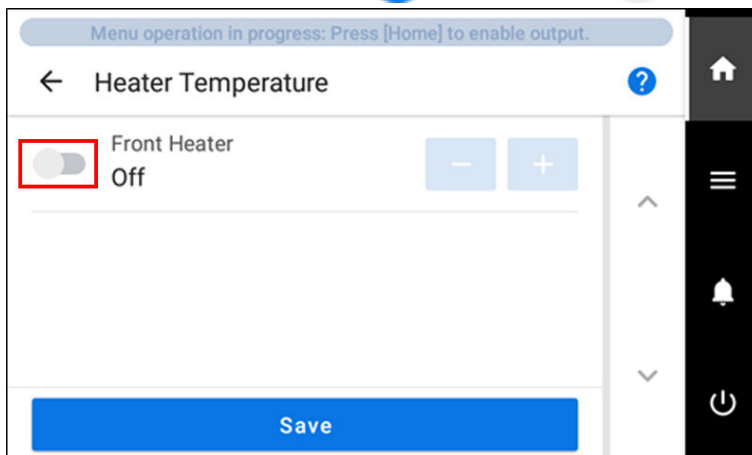 Menu operation in progress: Press [Home] to enable output.
Heater Temperature
?
Front Heater
Off
− +
Save